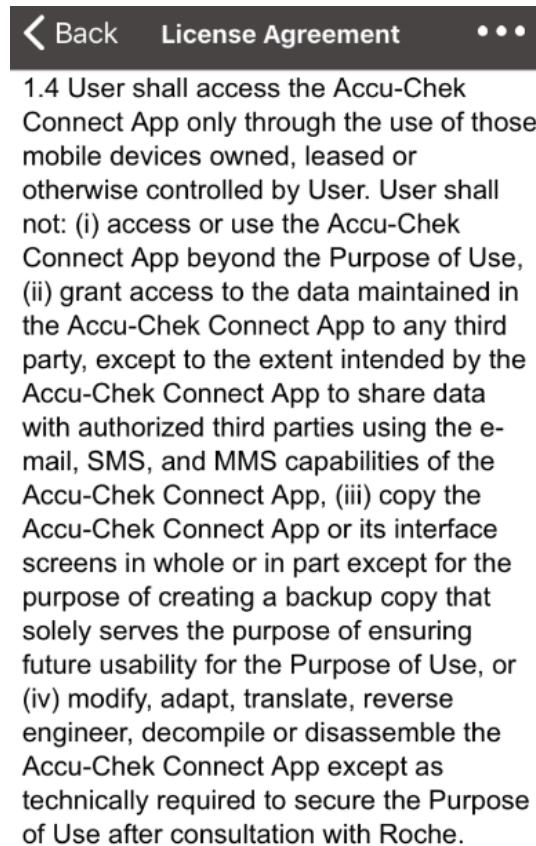 Back License Agreement
1.4 User shall access the Accu-Chek
Connect App only through the use of those
mobile devices owned, leased or
otherwise controlled by User. User shall
not: (i) access or use the Accu-Chek
Connect App beyond the Purpose of Use,
(ii) grant access to the data maintained in
the Accu-Chek Connect App to any third
party, except to the extent intended by the
Accu-Chek Connect App to share data
with authorized third parties using the e-
mail, SMS, and MMS capabilities of the
Accu-Chek Connect App, (iii) copy the
Accu-Chek Connect App or its interface
screens in whole or in part except for the
purpose of creating a backup copy that
solely serves the purpose of ensuring
future usability for the Purpose of Use, or
(iv) modify, adapt, translate, reverse
engineer, decompile or disassemble the
Accu-Chek Connect App except as
technically required to secure the Purpose
of Use after consultation with Roche.